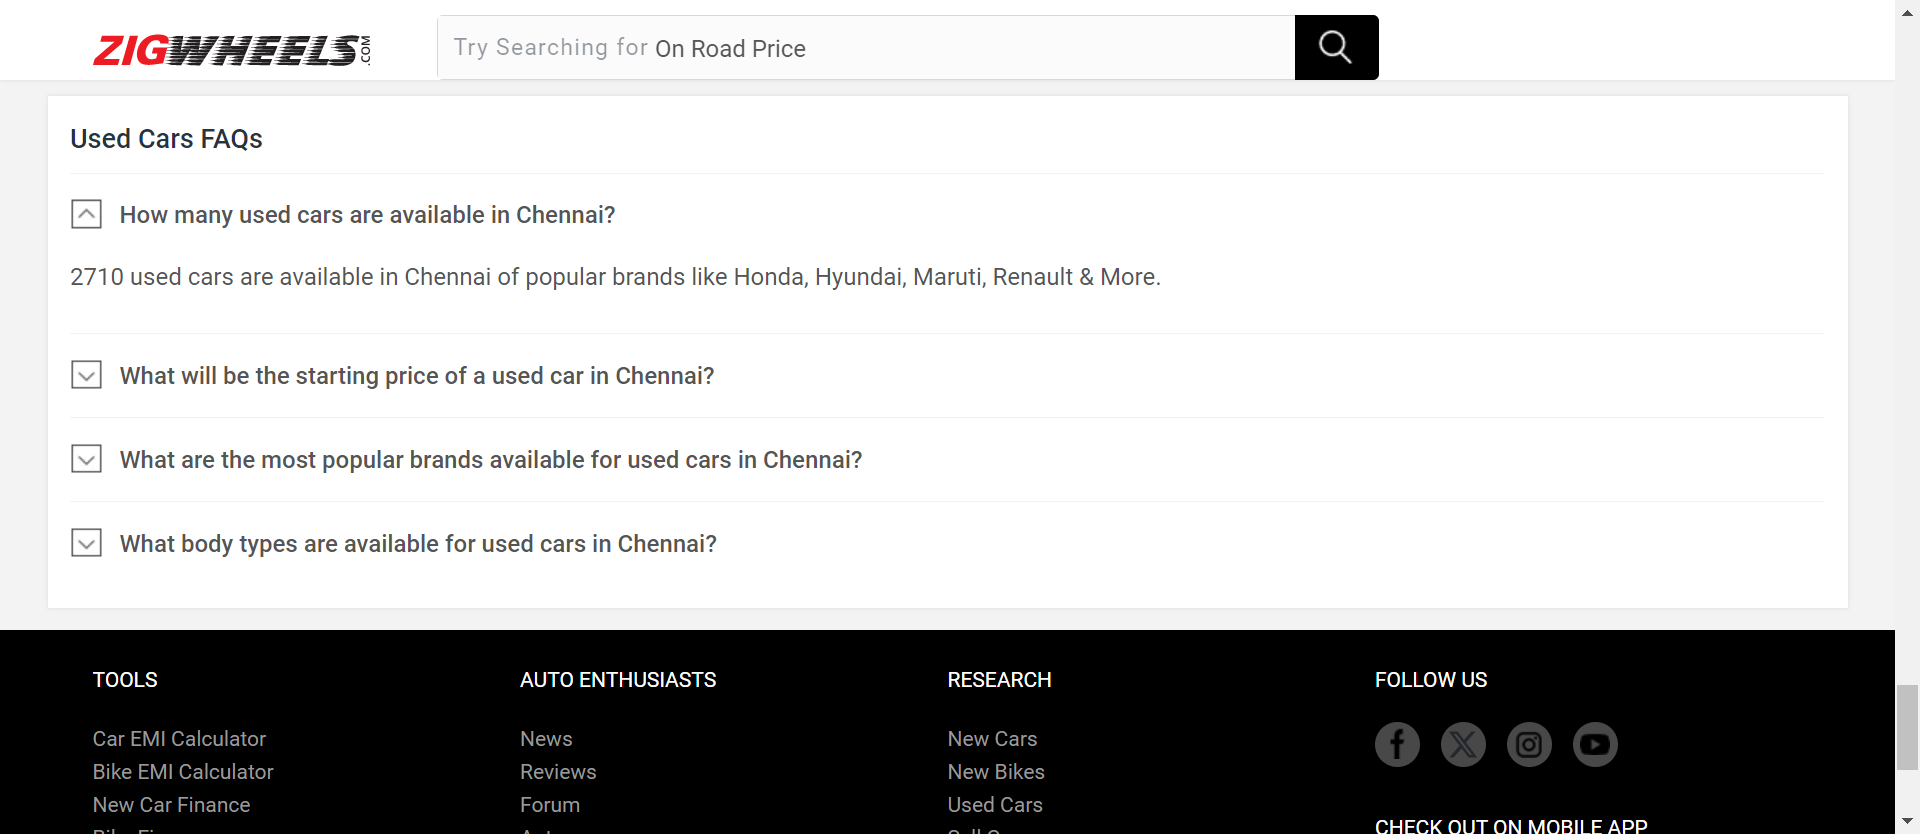 ZIGWHEELS.COM
Try Searching for On Road Price
Used Cars FAQs
How many used cars are available in Chennai?
2710 used cars are available in Chennai of popular brands like Honda, Hyundai, Maruti, Renault & More.
What will be the starting price of a used car in Chennai?
What are the most popular brands available for used cars in Chennai?
What body types are available for used cars in Chennai?
TOOLS
Car EMI Calculator
Bike EMI Calculator
New Car Finance
AUTO ENTHUSIASTS
News
Reviews
Forum
RESEARCH
New Cars
New Bikes
Used Cars
FOLLOW US
CHECK OUT ON MOBILE APP